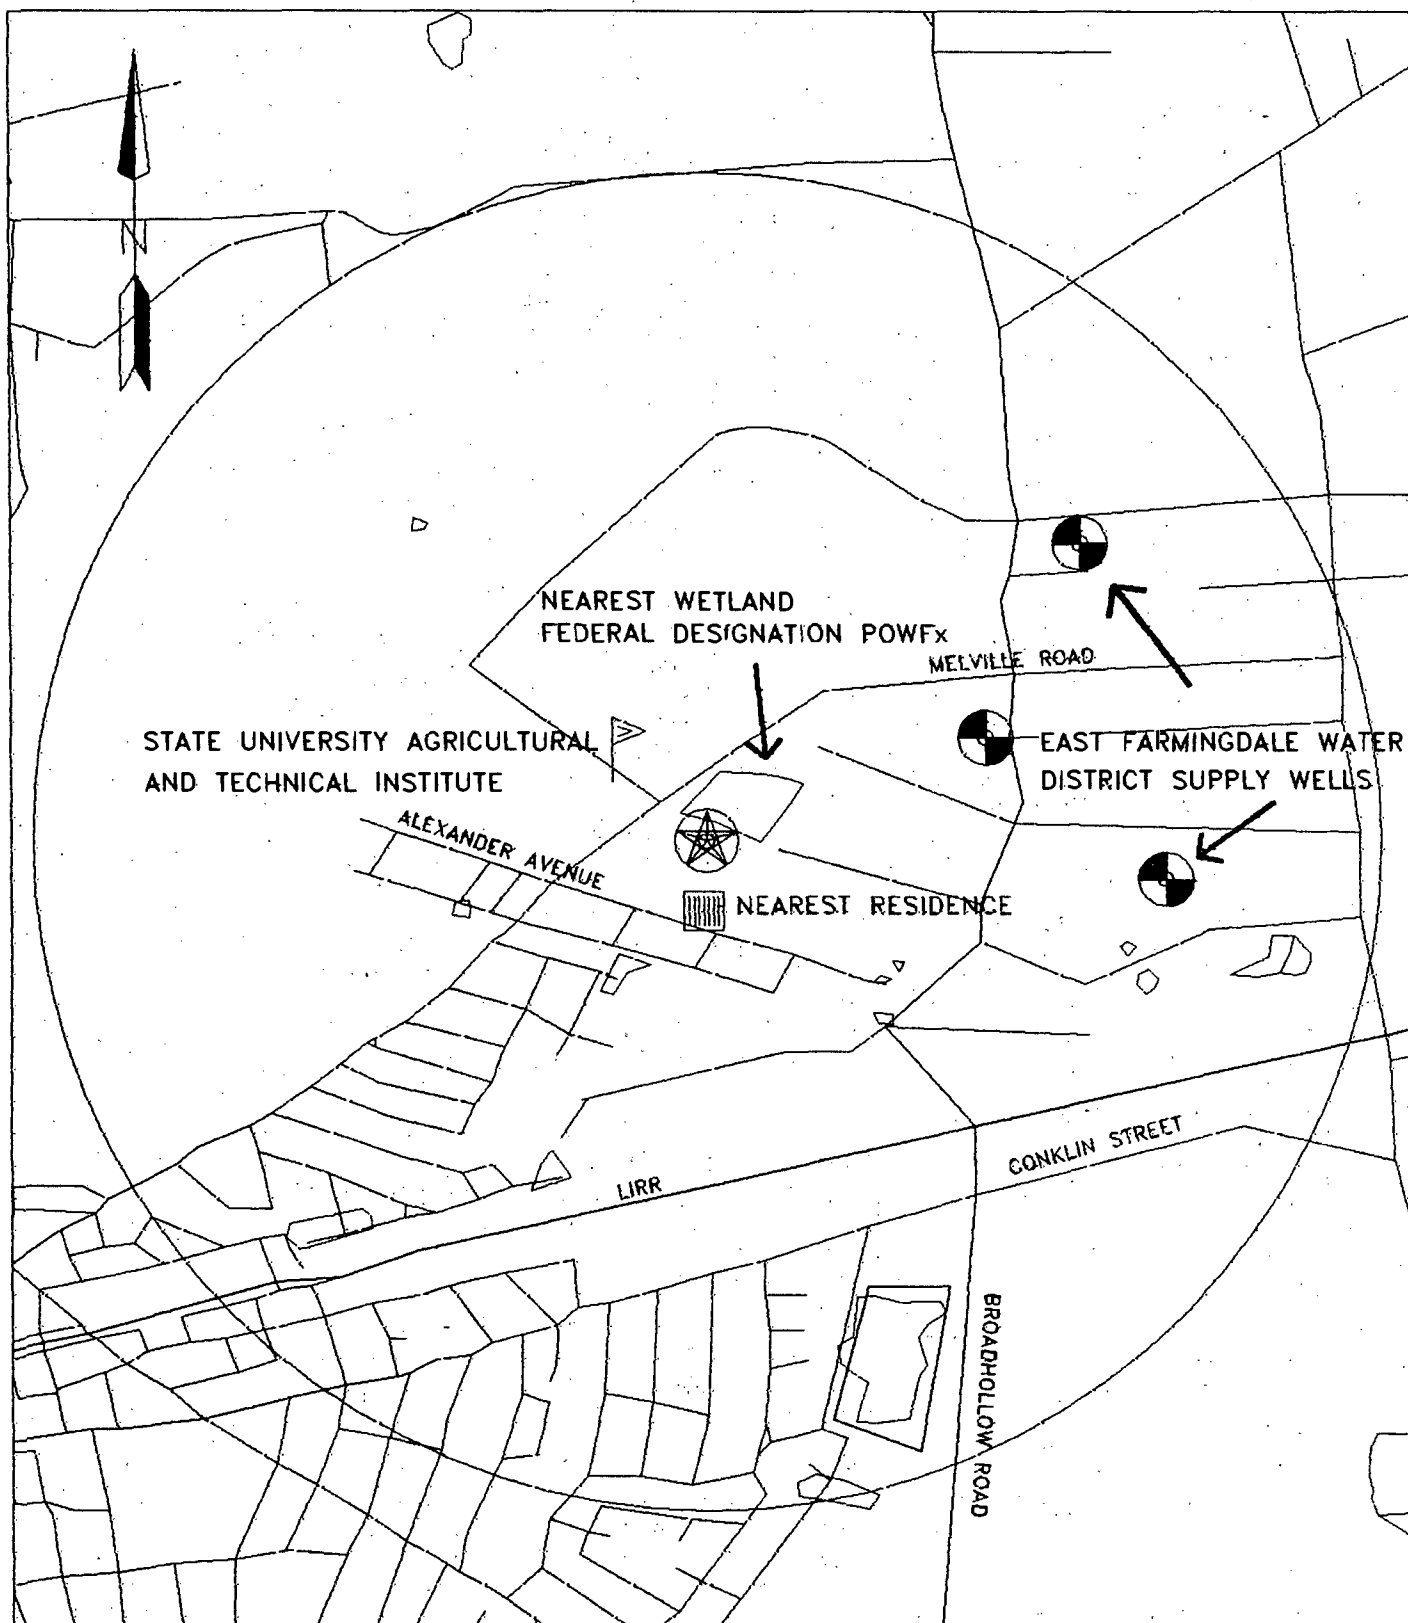 N
NEAREST WETLAND
FEDERAL DESIGNATION POWFx
MELVILLE ROAD
STATE UNIVERSITY AGRICULTURAL
AND TECHNICAL INSTITUTE
EAST FARMINGDALE WATER
DISTRICT SUPPLY WELLS
ALEXANDER AVENUE
NEAREST RESIDENCE
CONKLIN STREET
LIRR
BROADHOLLOW ROAD